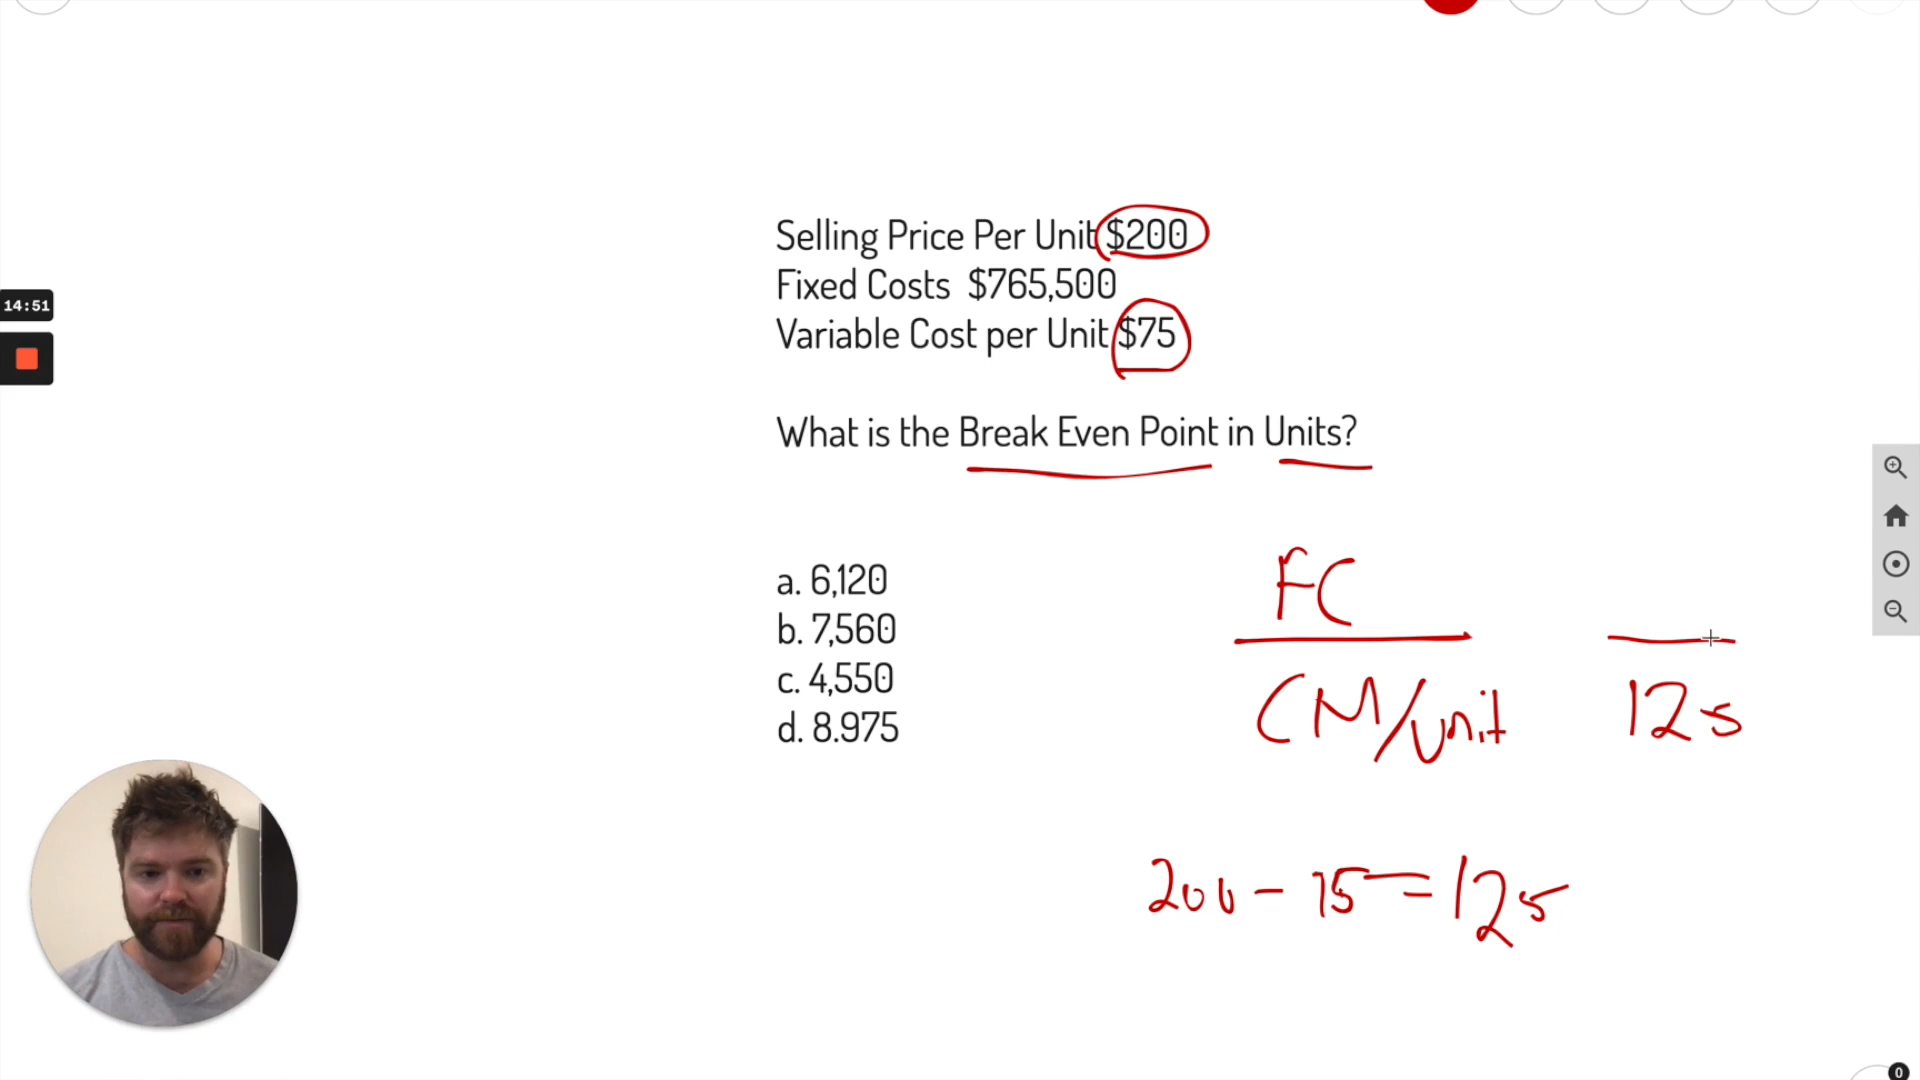 Selling Price Per Unit $200
Fixed Costs $765,500
14:51
Variable Cost per Unit $75
What is the Break Even Point in Units?
a. 6,120
b. 7,560
c. 4,550
d. 8.975
FC
CM/unit
125
200 - 75 = 125
0